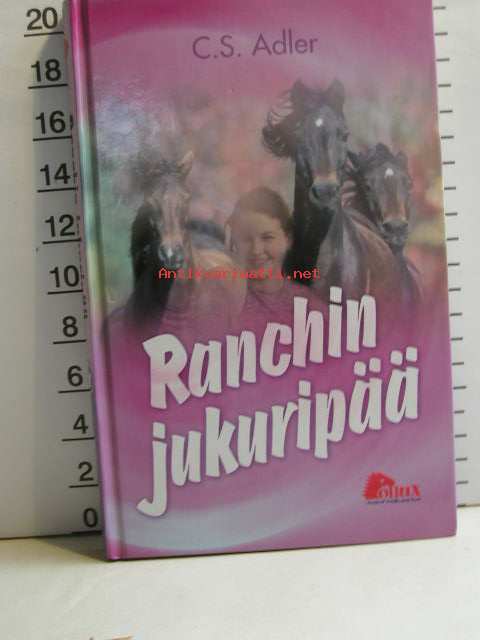 20
18
16
14
12
10
8
6
4
2
0
C.S. Adler
Antikvariaatti.net
Ranchin
jukuripää
Pollux